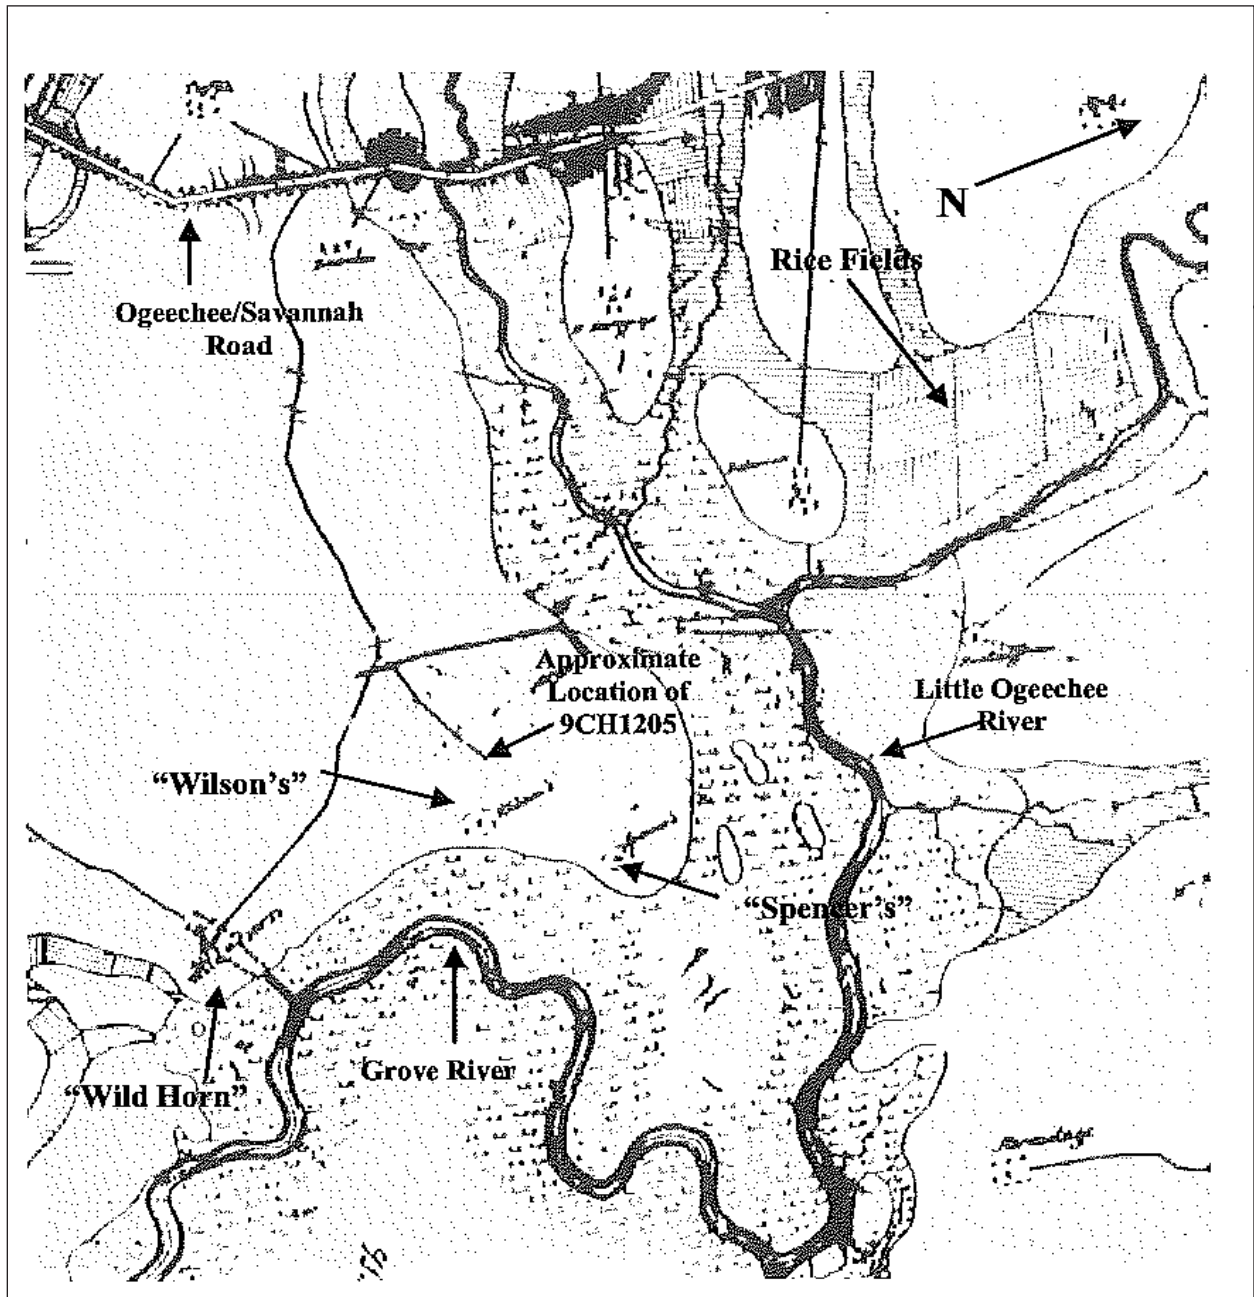 N
Rice Fields
Ogeechee/Savannah
Road
Approximate
Location of
9CH1205
Little Ogeechee
River
“Wilson’s”
“Spencer’s”
Grove River
“Wild Horn”